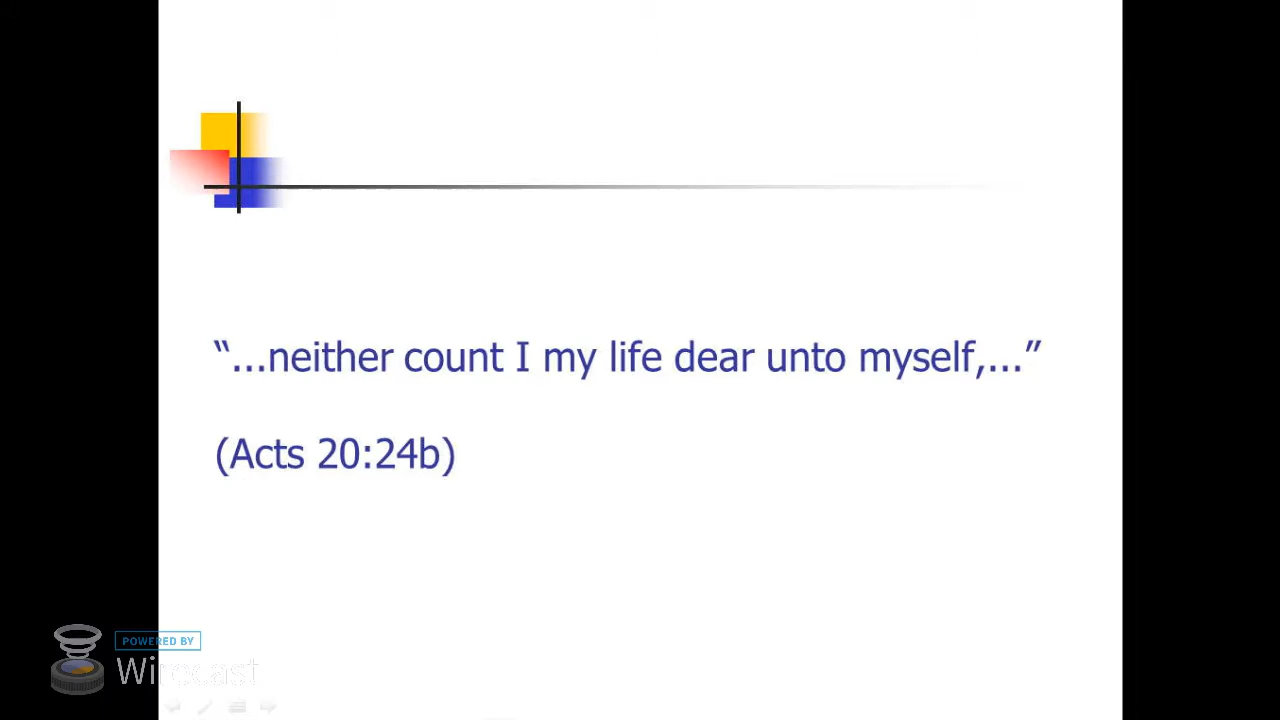 “...neither count I my life dear unto myself,...”
(Acts 20:24b)
POWERED BY
Wirecast